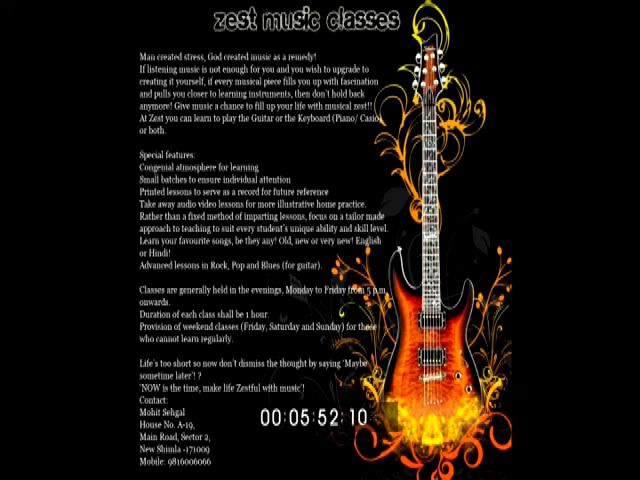 zest music classes
Man created stress, God created music as a remedy!
If listening music is not enough for you and you wish to upgrade to
creating it yourself, if every musical piece fills you up with fascination
and pulls you closer to learning instruments, then don't hold back
anymore! Give music a chance to fill up your life with musical zest!!
At Zest you can learn to play the Guitar or the Keyboard (Piano/ Casio)
or both.
Special features:
Congenial atmosphere for learning
Small batches to ensure individual attention
Printed lessons to serve as a record for future reference
Take away audio video lessons for more illustrative home practice.
Rather than a fixed method of imparting lessons, focus on a tailor made
approach to teaching to suit every student's unique ability and skill level.
Learn your favourite songs, be they any! Old, new or very new! English
or Hindi!
Advanced lessons in Rock, Pop and Blues (for guitar).
Classes are generally held in the evenings, Monday to Friday from 5 p.m.
onwards.
Duration of each class shall be 1 hour.
Provision of weekend classes (Friday, Saturday and Sunday) for those
who cannot learn regularly.
Life's too short so now don't dismiss the thought by saying 'Maybe
sometime later'! ?
'NOW is the time, make life Zestful with music'!
Contact:
Mohit Sehgal
House No. A-19,
Main Road, Sector 2,
New Shimla -171009
Mobile: 9816006066
00:05:52:10